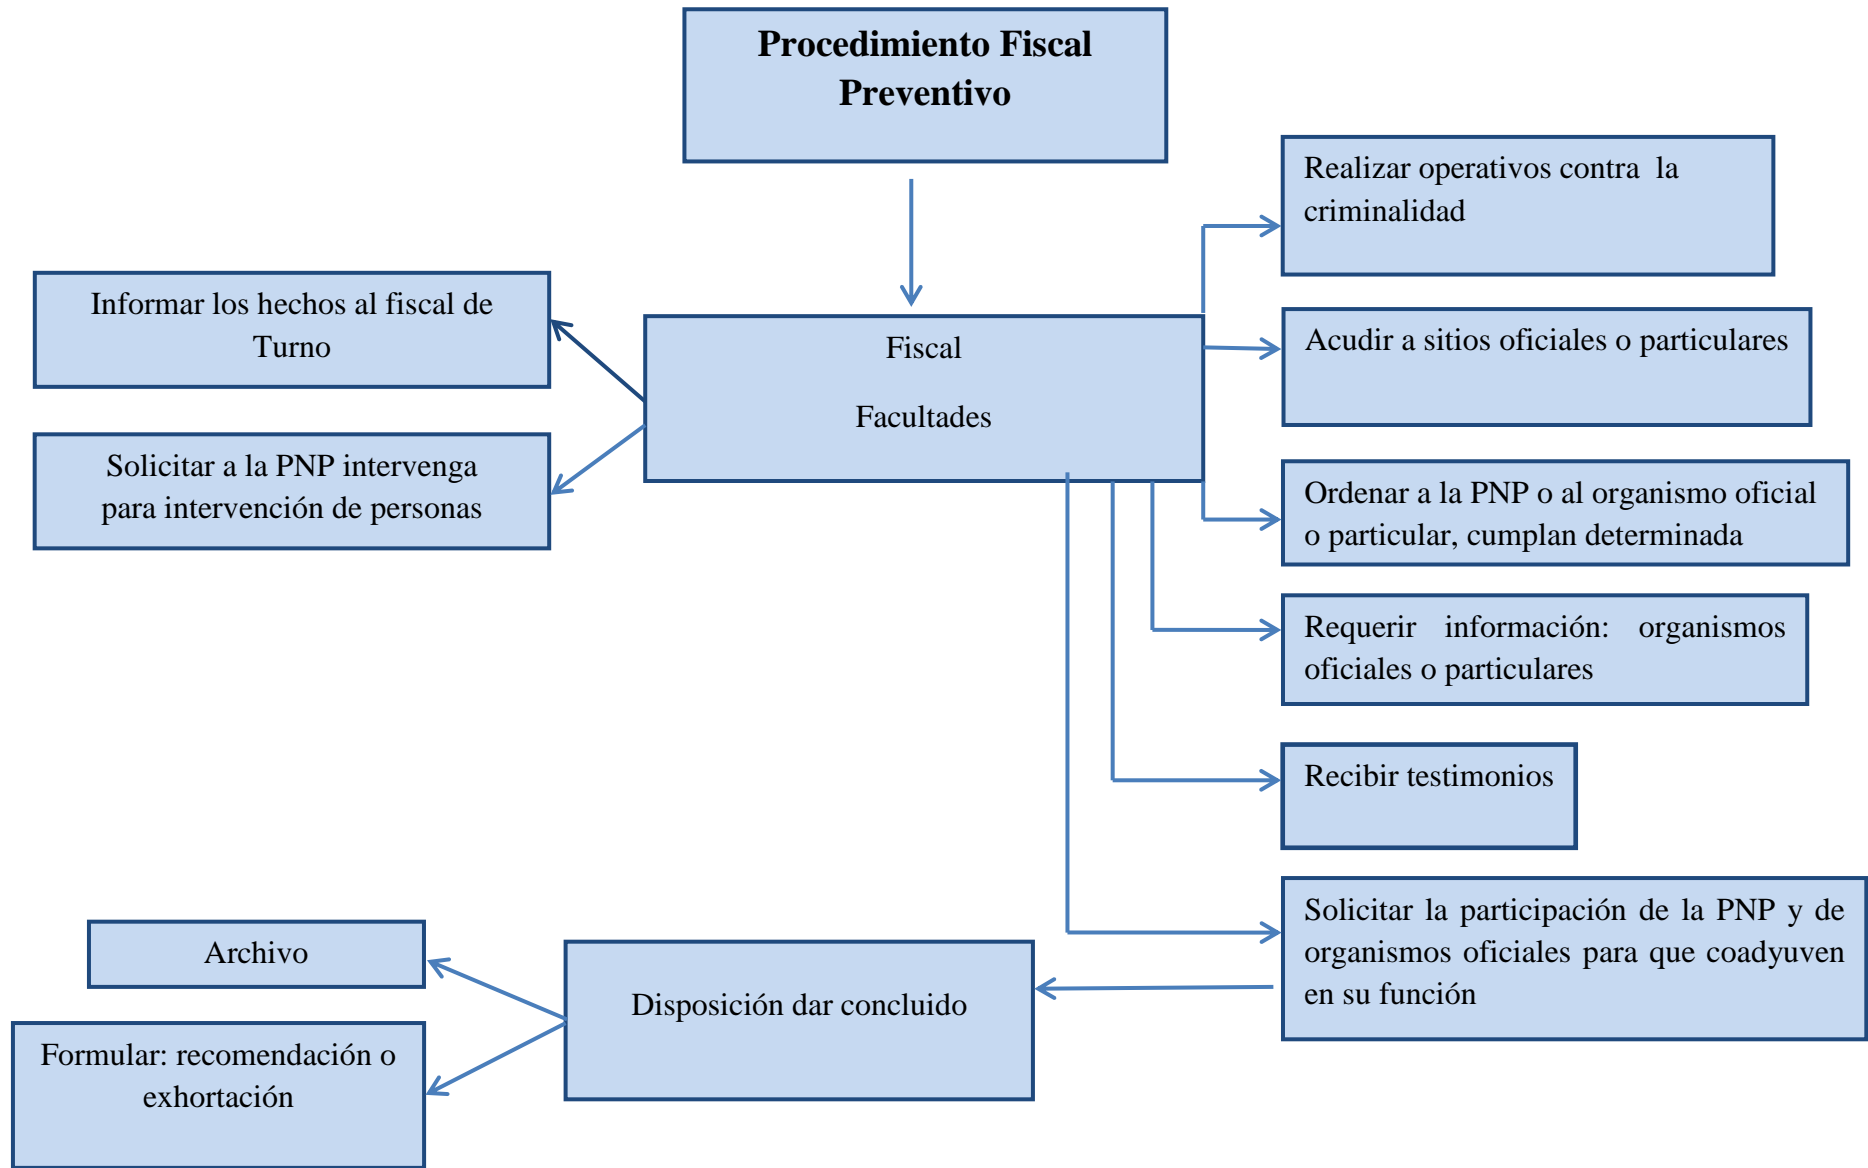 Procedimiento Fiscal
Preventivo
Realizar operativos contra la
criminalidad
Informar los hechos al fiscal de
Turno
Fiscal
Facultades
Acudir a sitios oficiales o particulares
Solicitar a la PNP intervenga
para intervención de personas
Ordenar a la PNP o al organismo oficial
o particular, cumplan determinada
Requerir información: organismos
oficiales o particulares
Recibir testimonios
Solicitar la participación de la PNP y de
organismos oficiales para que coadyuven
en su función
Disposición dar concluido
Archivo
Formular: recomendación o
exhortación